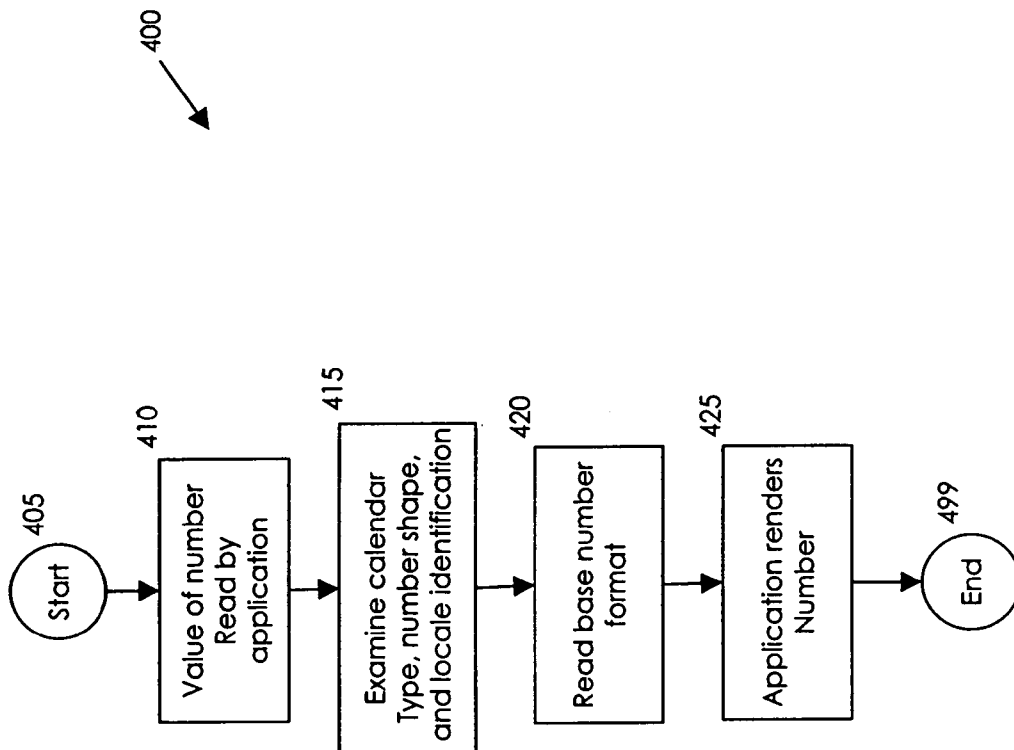 400
405
Start
410
Value of number
Read by
application
415
Examine calendar
Type, number shape,
and locale identification
420
Read base number
format
425
Application renders
Number
499
End